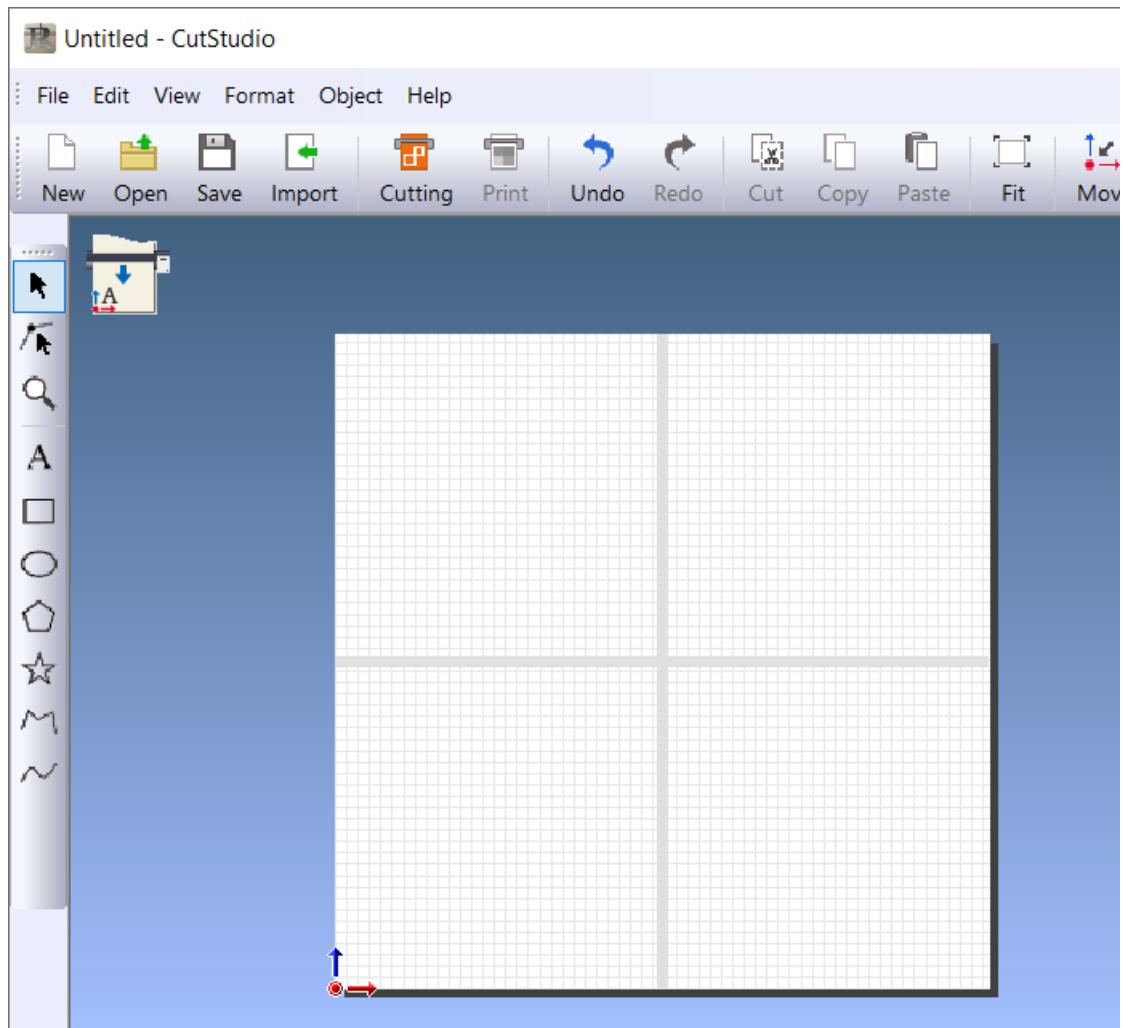 Untitled - CutStudio
File Edit View Format Object Help
New Open Save Import Cutting Print Undo Redo Cut Copy Paste Fit Mov
A
A